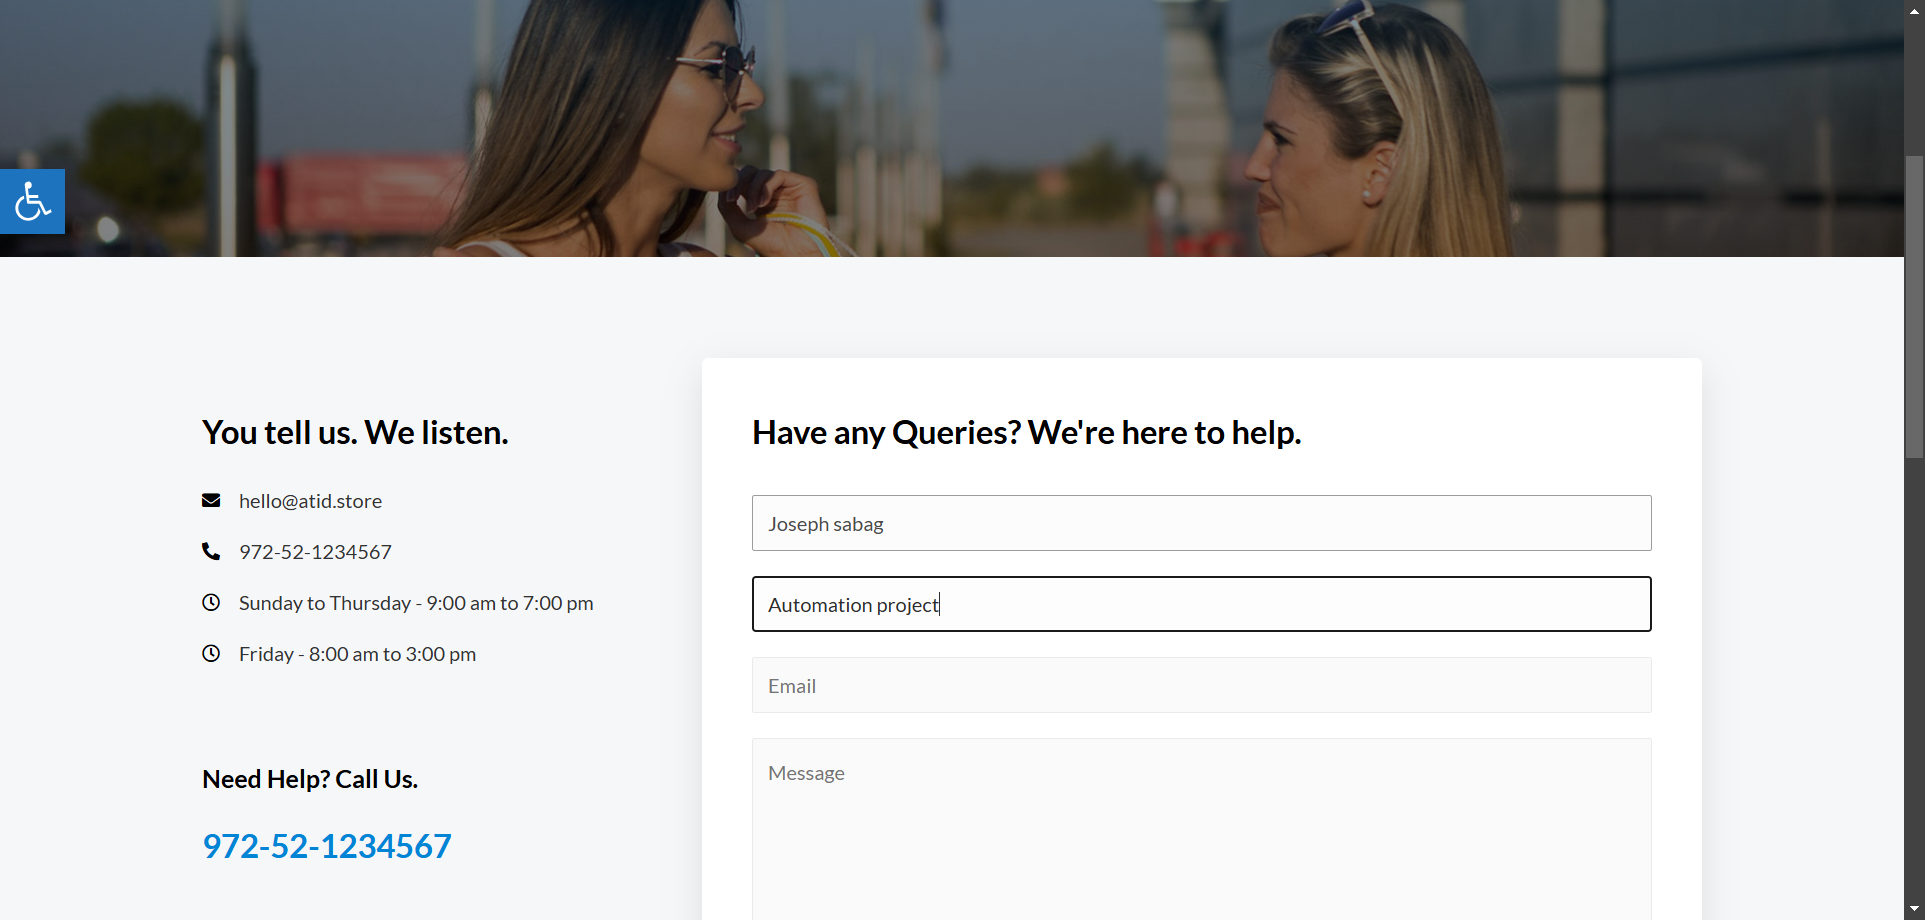 You tell us. We listen.
hello@atid.store
972-52-1234567
Sunday to Thursday - 9:00 am to 7:00 pm
Friday - 8:00 am to 3:00 pm
Need Help? Call Us.
972-52-1234567
Have any Queries? We're here to help.
Joseph sabag
Automation project
Email
Message